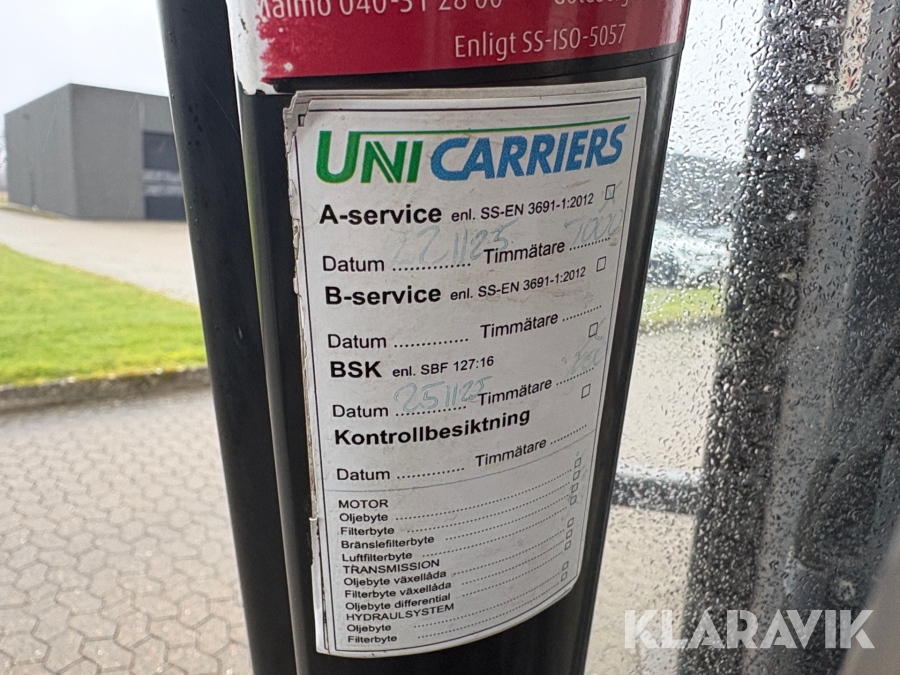 Malmö 040-31 28 00
Enligt SS-ISO-5057
UNICARRIERS
A-service enl. SS-EN 3691-1:2012
Datum 221125 Timmätare 7000
B-service enl. SS-EN 3691-1:2012
Datum .............. Timmätare ..........
BSK enl. SBF 127:16
Datum 251125 Timmätare
Kontrollbesiktning
Datum .............. Timmätare ..........
MOTOR
Oljebyte
Filterbyte
Bränslefilterbyte
Luftfilterbyte
TRANSMISSION
Oljebyte växellåda
Filterbyte växellåda
Oljebyte differential
HYDRAULSYSTEM
Oljebyte
Filterbyte
KLARAVIK